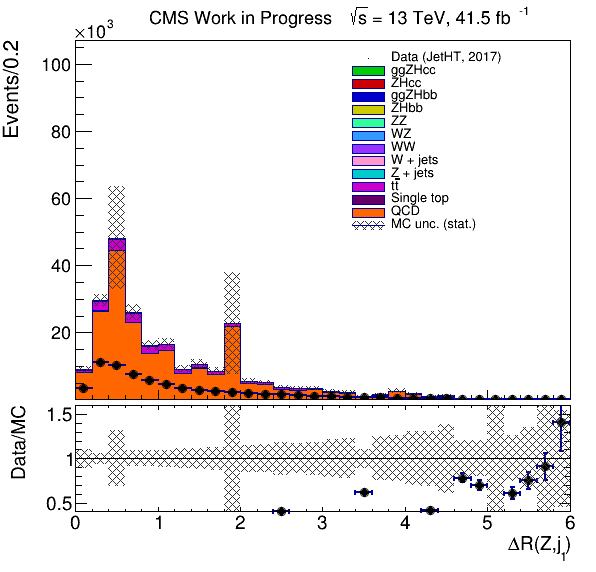 CMS Work in Progress √s = 13 TeV, 41.5 fb⁻¹
×10³
Events/0.2
100
80
60
40
20
Data (JetHT, 2017)
ggZHcc
ZHcc
ggZHbb
ZHbb
ZZ
WZ
WW
W + jets
Z + jets
tt̄
Single top
QCD
MC unc. (stat.)
Data/MC
1.5
1
0.5
0 1 2 3 4 5 6
ΔR(Z,j₁)